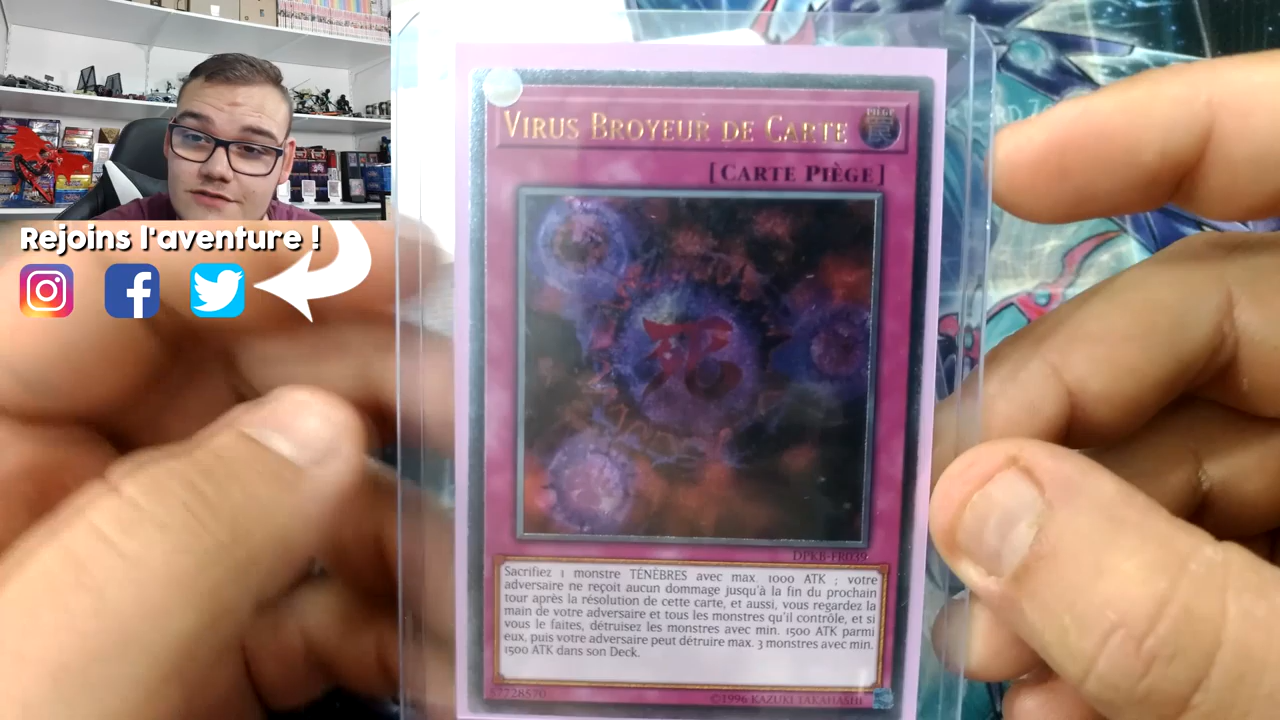 Rejoins l'aventure !
VIRUS BROYEUR DE CARTE
PIÈGE
罠
[CARTE PIÈGE]
死
DPKB-FR039
Sacrifiez 1 monstre TÉNÈBRES avec max. 1000 ATK ; votre
adversaire ne reçoit aucun dommage jusqu'à la fin du prochain
tour après la résolution de cette carte, et aussi, vous regardez la
main de votre adversaire et tous les monstres qu'il contrôle, et si
vous le faites, détruisez les monstres avec min. 1500 ATK parmi
eux, puis votre adversaire peut détruire max. 3 monstres avec min.
1500 ATK dans son Deck.
57728570
©1996 KAZUKI TAKAHASHI